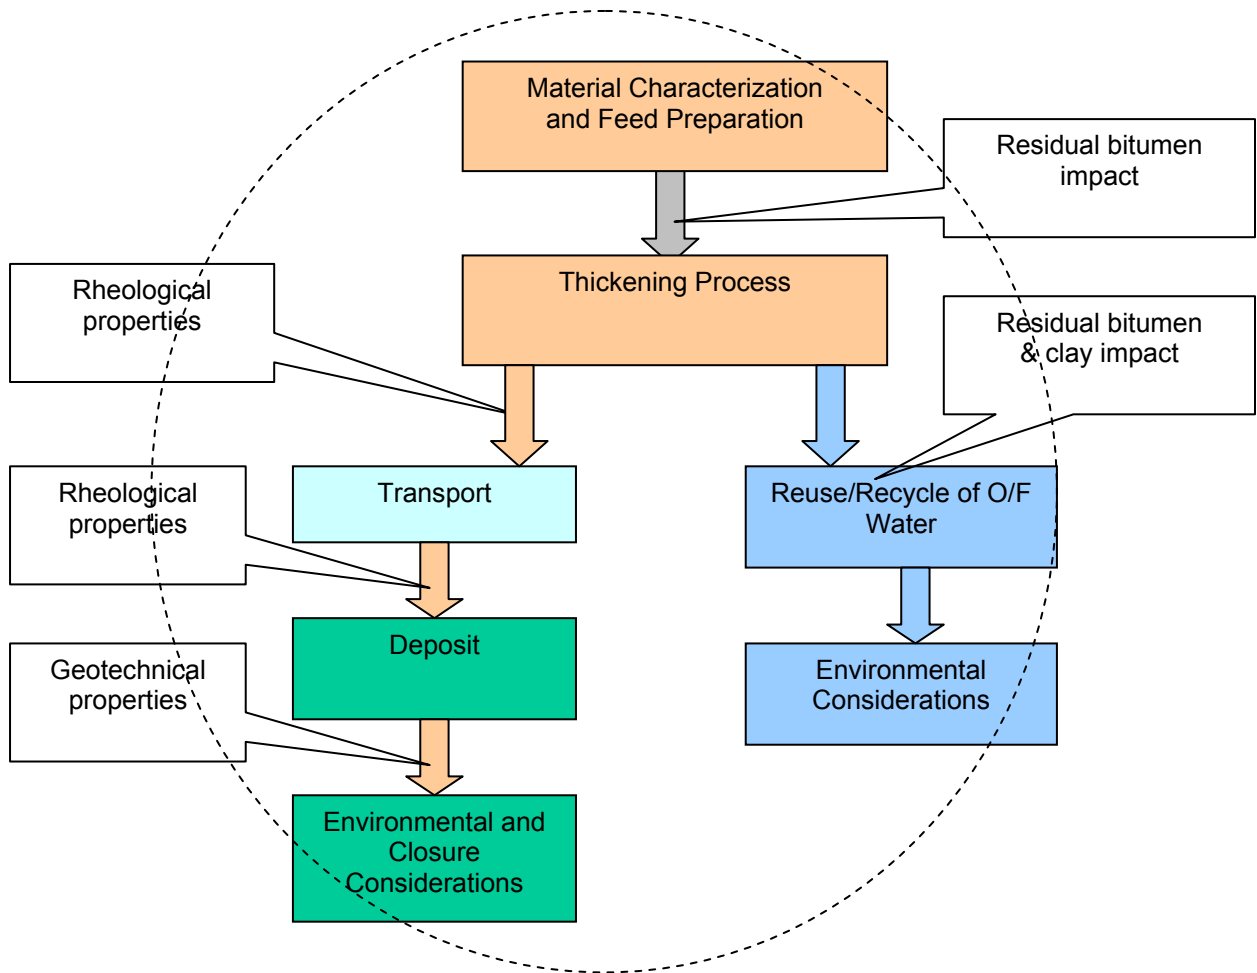 Material Characterization
and Feed Preparation
Residual bitumen
impact
Thickening Process
Rheological
properties
Residual bitumen
& clay impact
Rheological
properties
Transport
Reuse/Recycle of O/F
Water
Deposit
Geotechnical
properties
Environmental
Considerations
Environmental and
Closure
Considerations